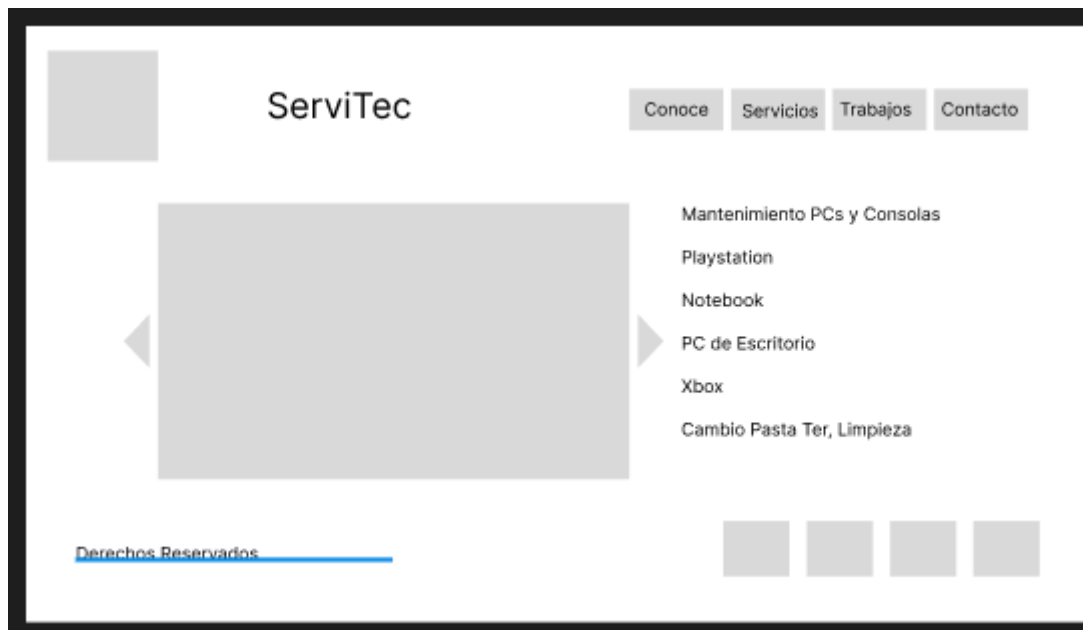 ServiTec
Conoce
Servicios
Trabajos
Contacto
Mantenimiento PCs y Consolas
Playstation
Notebook
PC de Escritorio
Xbox
Cambio Pasta Ter, Limpieza
Derechos Reservados